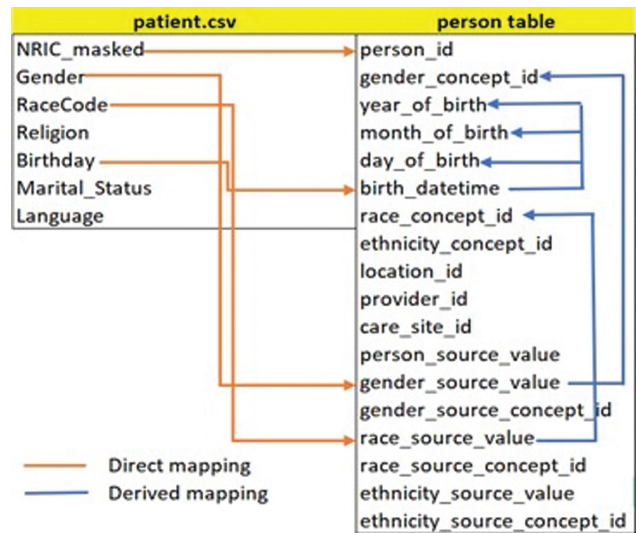 patient.csv
person table
NRIC_masked
Gender
RaceCode
Religion
Birthday
Marital_Status
Language
person_id
gender_concept_id
year_of_birth
month_of_birth
day_of_birth
birth_datetime
race_concept_id
ethnicity_concept_id
location_id
provider_id
care_site_id
person_source_value
gender_source_value
gender_source_concept_id
race_source_value
race_source_concept_id
ethnicity_source_value
ethnicity_source_concept_id
Direct mapping
Derived mapping